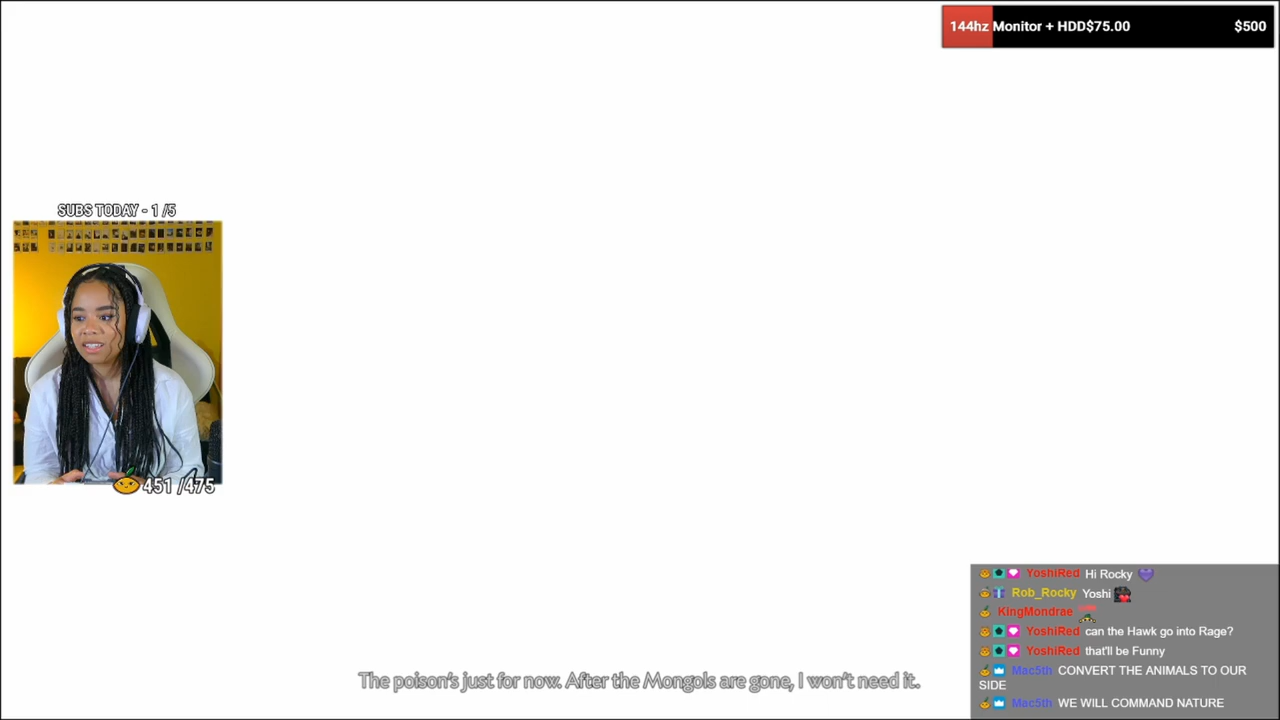 144hz Monitor + HDD$75.00 $500
SUBS TODAY - 1 /5
451 /475
YoshiRed Hi Rocky
Rob_Rocky Yoshi
KingMondrae
YoshiRed can the Hawk go into Rage?
YoshiRed that'll be Funny
Mac5th CONVERT THE ANIMALS TO OUR
SIDE
Mac5th WE WILL COMMAND NATURE
The poison's just for now. After the Mongols are gone, I won't need it.